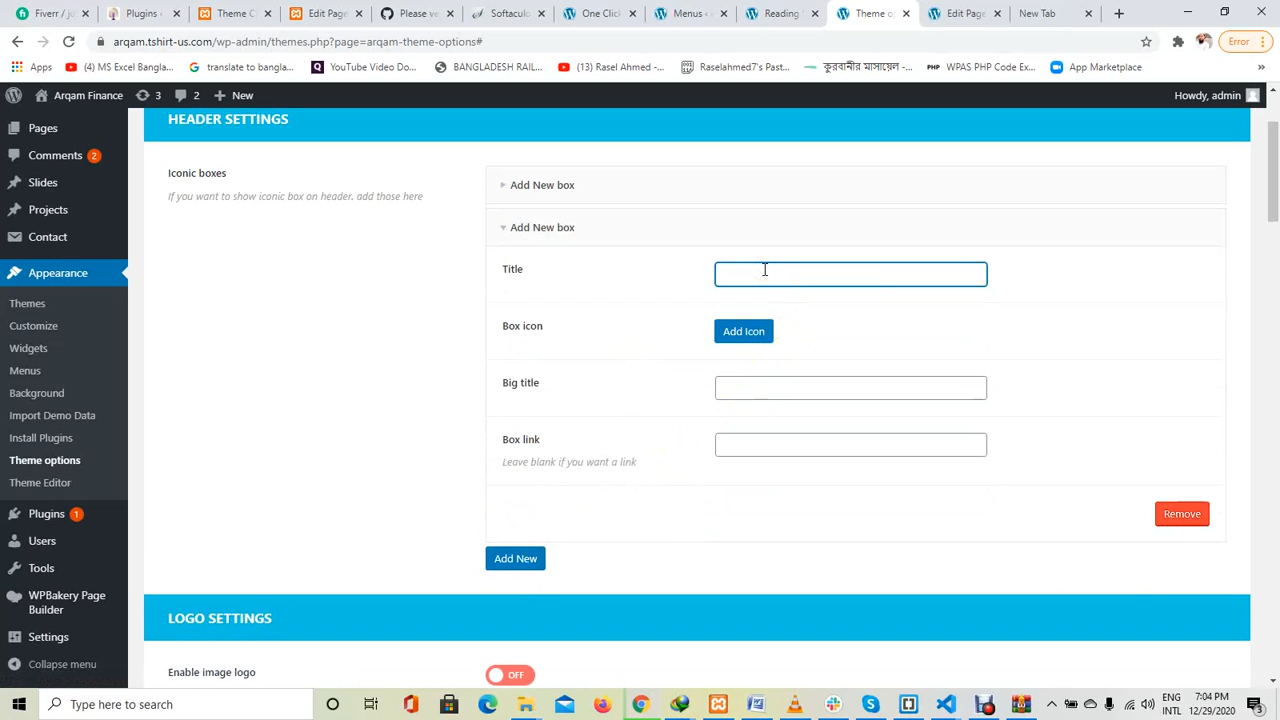 Fiverr / ju
Theme C
Fiver Page
Please ve
Softaculo
One Click
Menus ‹
Reading
Theme o
Edit Page
New Tab
arqam.tshirt-us.com/wp-admin/themes.php?page=arqam-theme-options#
Error
Apps
(4) MS Excel Bangla...
translate to bangla...
YouTube Video Do...
BANGLADESH RAIL...
(13) Rasel Ahmed -...
Raselahmed7's Past...
কুরবানীর মাসায়েল -...
PHP WPAS PHP Code Ex...
App Marketplace
»
Arqam Finance
3
2
New
Howdy, admin
Pages
Comments 2
Slides
Projects
Contact
Appearance
Themes
Customize
Widgets
Menus
Background
Import Demo Data
Install Plugins
Theme options
Theme Editor
Plugins 1
Users
Tools
WPBakery Page
Builder
Settings
Collapse menu
HEADER SETTINGS
Iconic boxes
If you want to show iconic box on header, add those here
Add New box
Add New box
Title
Box icon
Add Icon
Big title
Box link
Leave blank if you want a link
Remove
Add New
LOGO SETTINGS
Enable image logo
OFF
Type here to search
ENG
INTL
7:04 PM
12/29/2020
3